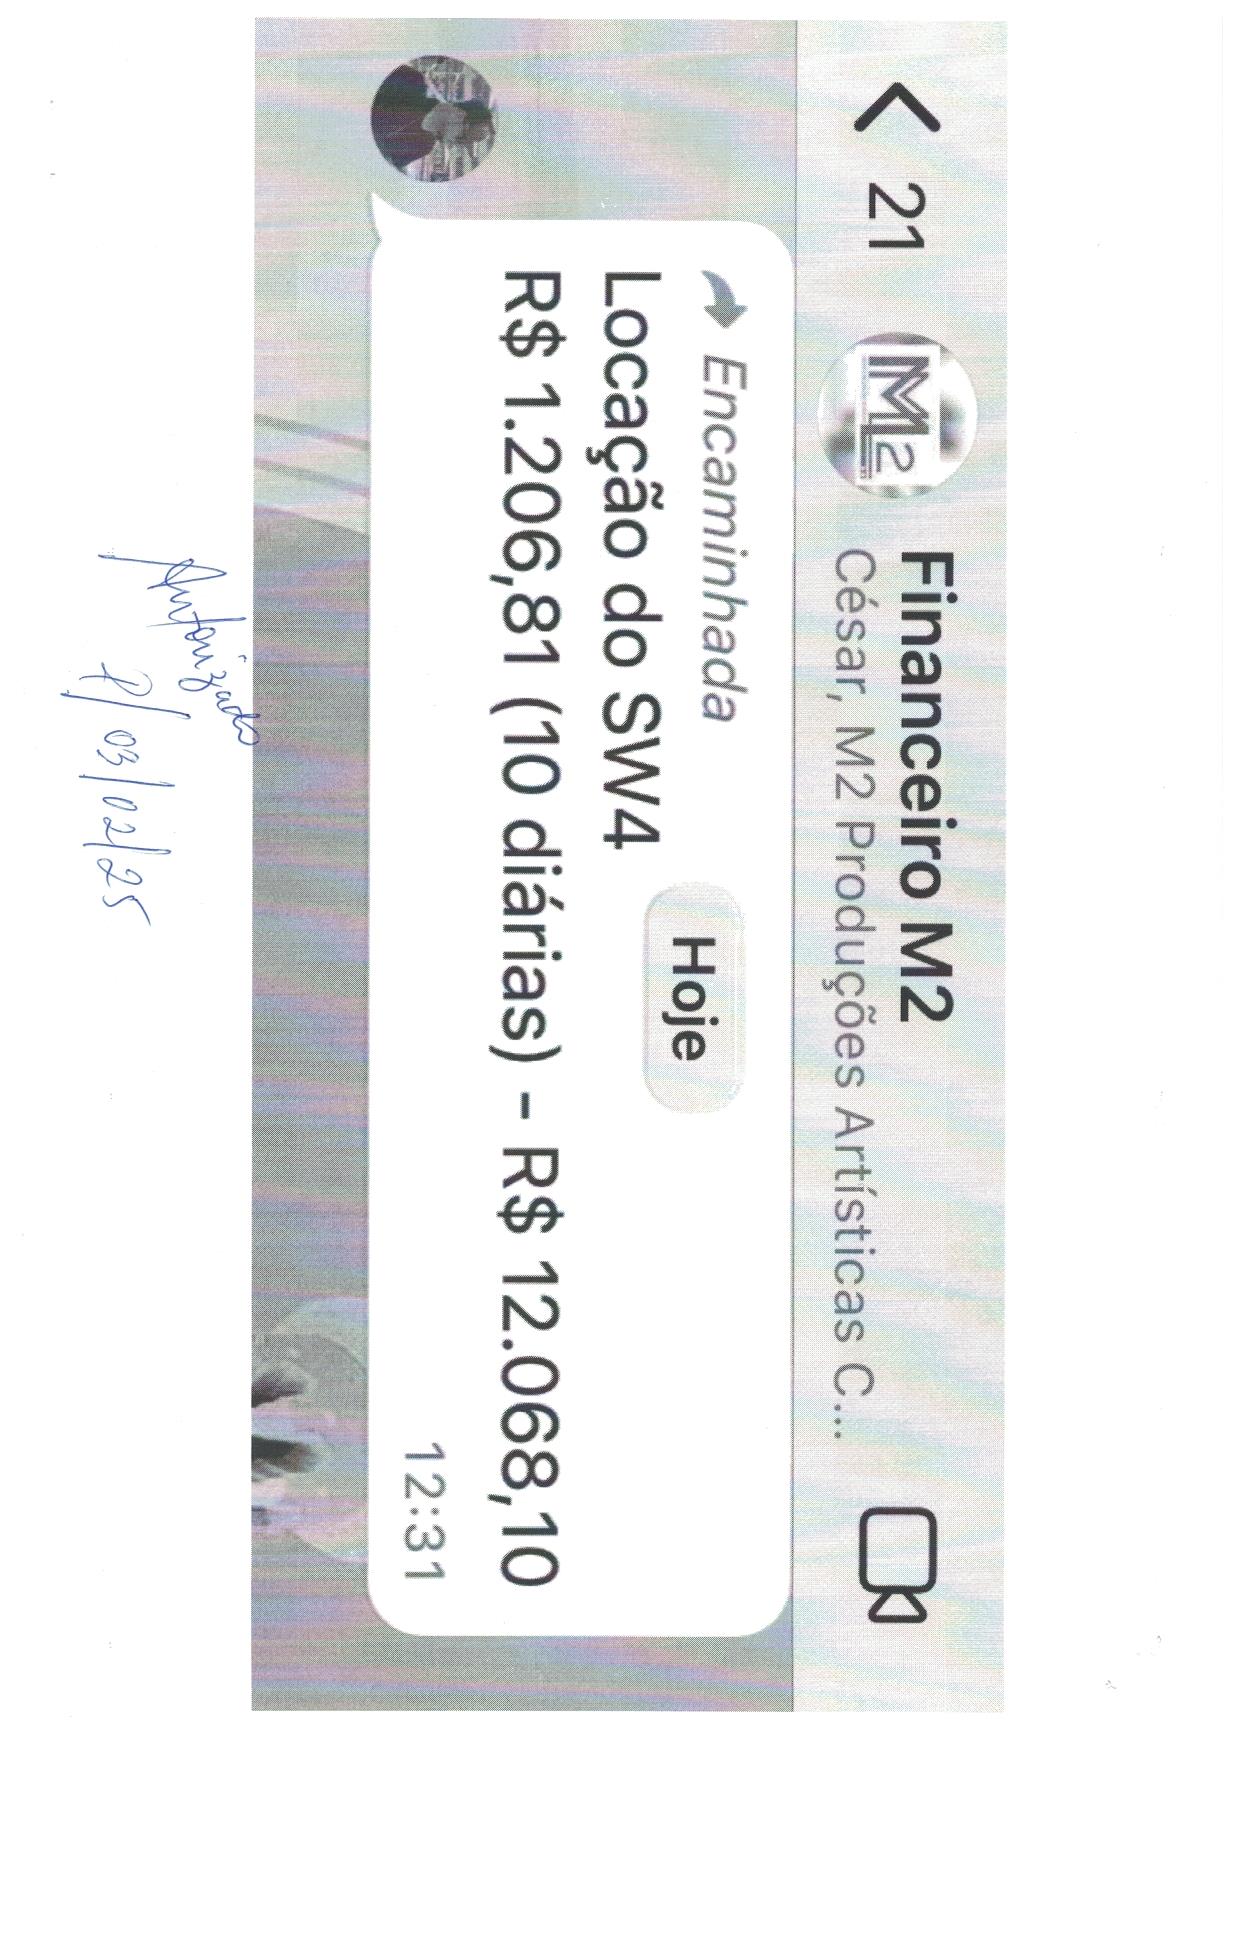 21
M2
Financeiro M2
César, M2 Produções Artísticas C...
Hoje
Encaminhada
Locação do SW4
R$ 1.206,81 (10 diárias) - R$ 12.068,10
12:31
Autorizado
P/ 03/02/25